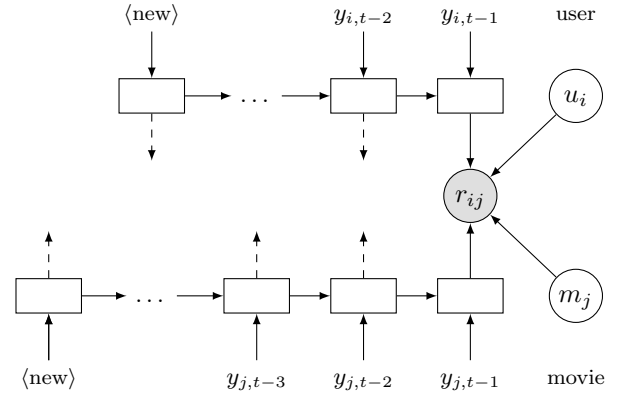 ⟨new⟩ y_{i,t−2} y_{i,t−1} user
... u_i
r_{ij}
... m_j
⟨new⟩ y_{j,t−3} y_{j,t−2} y_{j,t−1} movie